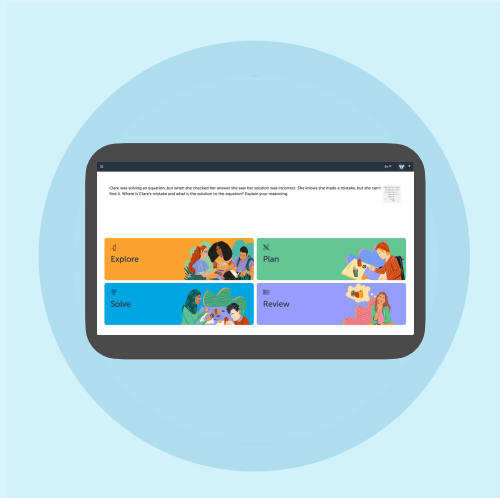 Clare was solving an equation, but when she checked her answer she saw her solution was incorrect. She knows she made a mistake, but she can't
find it. Where is Clare's mistake and what is the solution to the equation? Explain your reasoning.
Explore
Plan
Solve
Review